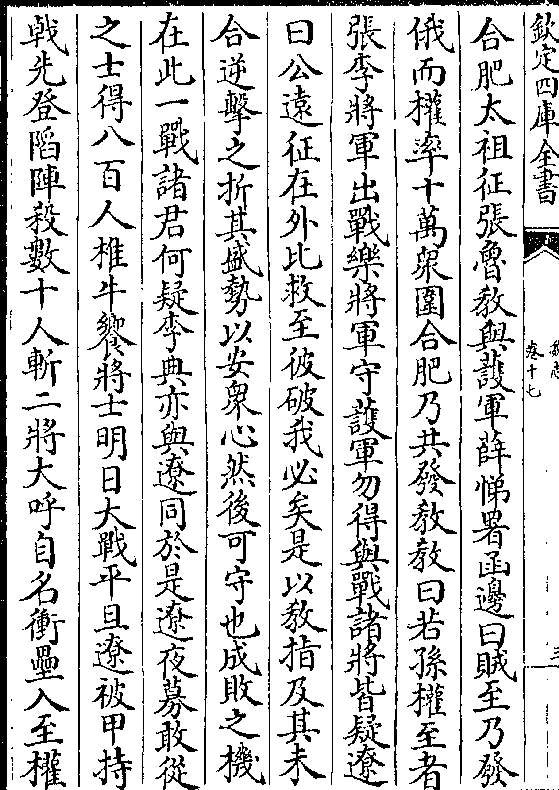 欽定四庫全書
卷十七
合肥太祖征張魯教與䕶軍薛悌署函邊曰賊至乃發
俄而權率十萬衆圍合肥乃共發教教曰若孫權至者
張李將軍出戰樂將軍守䕶軍勿得與戰諸將皆疑遼
曰公遠征在外比救至彼破我必矣是以教指及其未
合逆擊之折其盛勢以安衆心然後可守也成敗之機
在此一戰諸君何疑李典亦與遼同於是遼夜募敢從
之士得八百人椎牛饗將士明日大戰平旦遼被甲持
㦸先登䧟陣殺數十人斬二將大呼自名衝壘入至權